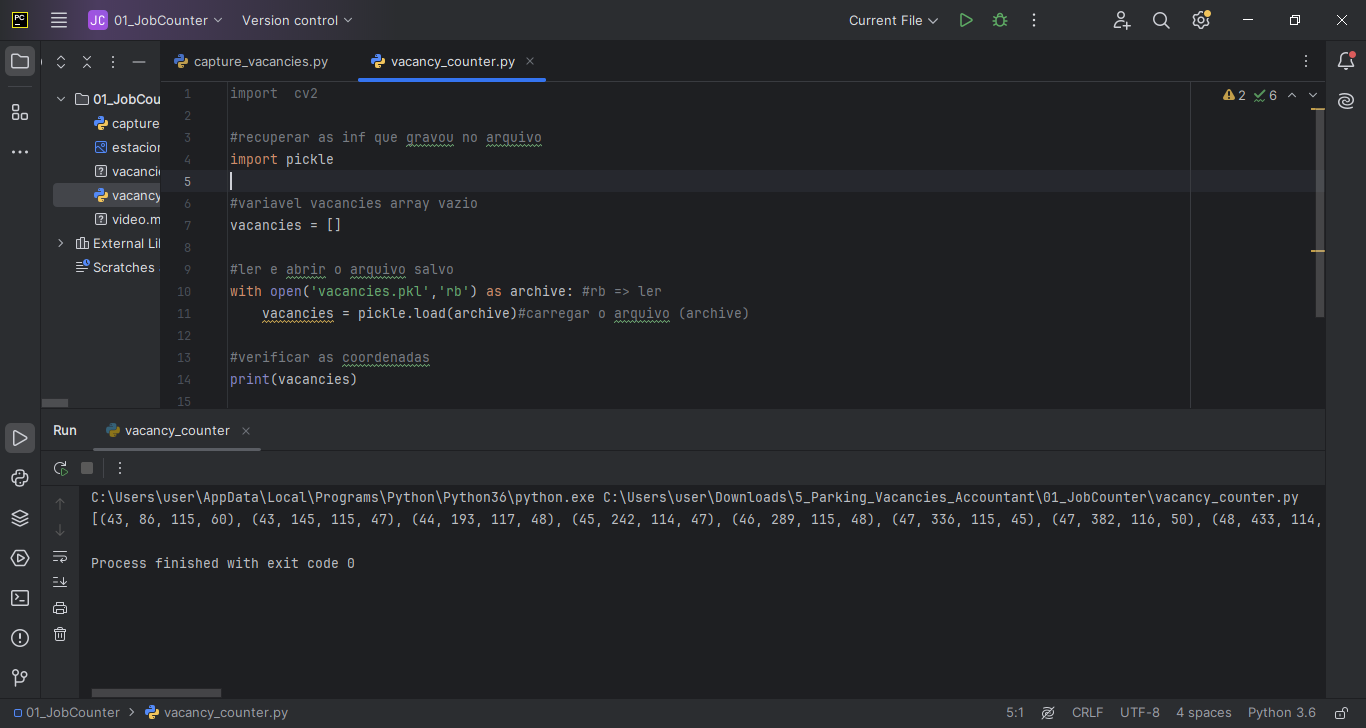 PC
JC 01_JobCounter Version control Current File
capture_vacancies.py vacancy_counter.py
01_JobCou
capture
estacion
vacanci
vacancy
video.m
External Lil
Scratches
2 6
1 import  cv2
2
3 #recuperar as inf que gravou no arquivo
4 import pickle
5
6 #variavel vacancies array vazio
7 vacancies = []
8
9 #ler e abrir o arquivo salvo
10 with open('vacancies.pkl','rb') as archive: #rb => ler
11     vacancies = pickle.load(archive)#carregar o arquivo (archive)
12
13 #verificar as coordenadas
14 print(vacancies)
15
Run vacancy_counter
C:\Users\user\AppData\Local\Programs\Python\Python36\python.exe C:\Users\user\Downloads\5_Parking_Vacancies_Accountant\01_JobCounter\vacancy_counter.py
[(43, 86, 115, 60), (43, 145, 115, 47), (44, 193, 117, 48), (45, 242, 114, 47), (46, 289, 115, 48), (47, 336, 115, 45), (47, 382, 116, 50), (48, 433, 114,
Process finished with exit code 0
01_JobCounter vacancy_counter.py 5:1 CRLF UTF-8 4 spaces Python 3.6